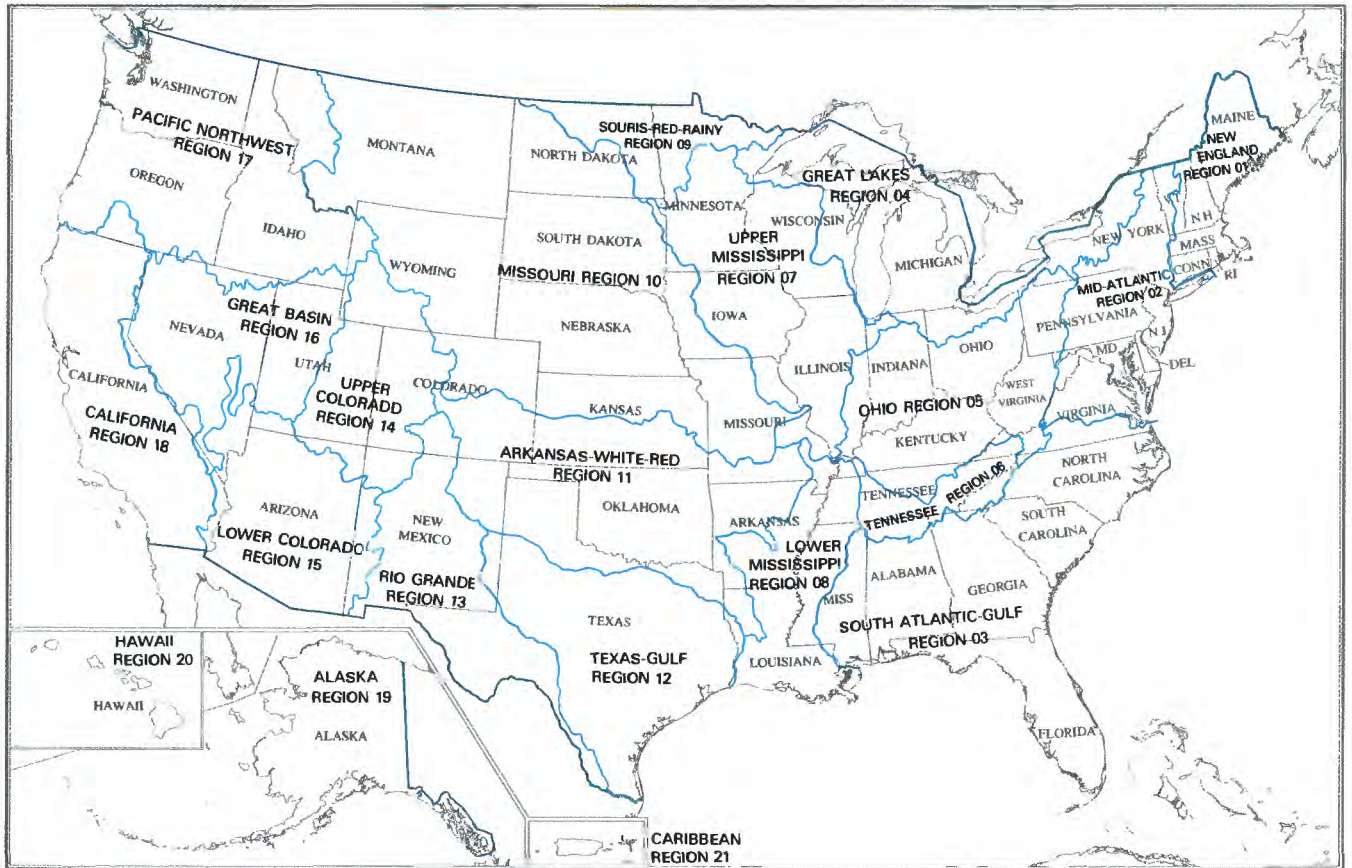 WASHINGTON
PACIFIC NORTHWEST
REGION 17
OREGON
IDAHO
MONTANA
WYOMING
NORTH DAKOTA
SOUTH DAKOTA
MISSOURI REGION 10
NEBRASKA
SOURIS-RED-RAINY
REGION 09
MINNESOTA
WISCONSIN
UPPER
MISSISSIPPI
REGION 07
IOWA
GREAT LAKES
REGION 04
MICHIGAN
MAINE
NEW
ENGLAND
REGION 01
VT
N H
MASS
CONN
RI
NEW YORK
MID-ATLANTIC
REGION 02
PENNSYLVANIA
N J
MD
DEL
GREAT BASIN
REGION 16
NEVADA
UTAH
CALIFORNIA
CALIFORNIA
REGION 18
UPPER
COLORADD
REGION 14
COLORADO
KANSAS
MISSOURI
ILLINOIS
INDIANA
OHIO
OHIO REGION 05
WEST
VIRGINIA
VIRGINIA
KENTUCKY
ARKANSAS-WHITE-RED
REGION 11
OKLAHOMA
ARKANSAS
TENNESSEE
TENNESSEE
REGION 06
NORTH
CAROLINA
SOUTH
CAROLINA
ARIZONA
LOWER COLORADO
REGION 15
NEW
MEXICO
RIO GRANDE
REGION 13
TEXAS
TEXAS-GULF
REGION 12
LOWER
MISSISSIPPI
REGION 08
MISS
LOUISIANA
ALABAMA
GEORGIA
SOUTH ATLANTIC-GULF
REGION 03
FLORIDA
HAWAII
REGION 20
HAWAII
ALASKA
REGION 19
ALASKA
CARIBBEAN
REGION 21